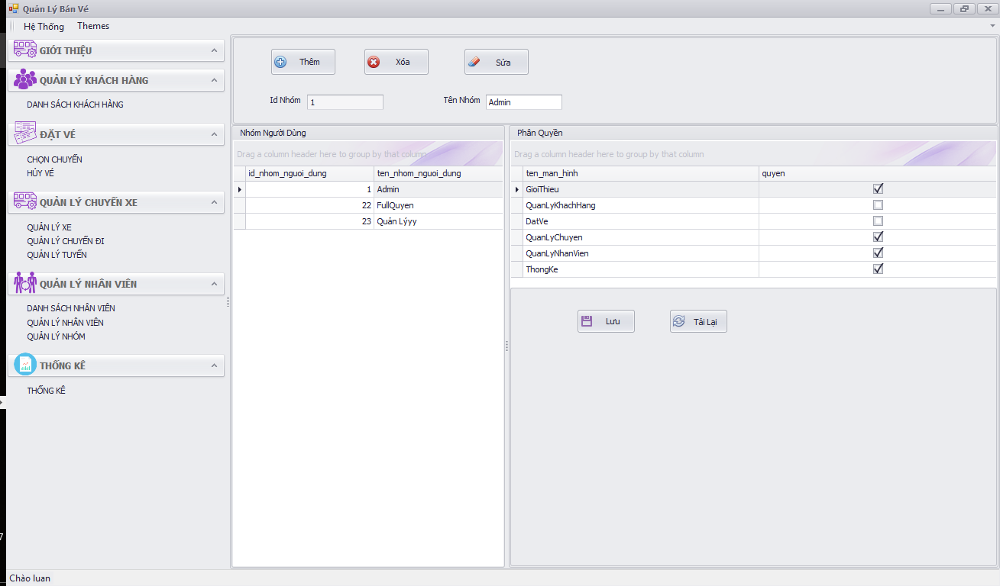 Quản Lý Bán Vé
Hệ Thống Themes
GIỚI THIỆU
QUẢN LÝ KHÁCH HÀNG
DANH SÁCH KHÁCH HÀNG
ĐẶT VÉ
CHỌN CHUYẾN
HỦY VÉ
QUẢN LÝ CHUYẾN XE
QUẢN LÝ XE
QUẢN LÝ CHUYẾN ĐI
QUẢN LÝ TUYẾN
QUẢN LÝ NHÂN VIÊN
DANH SÁCH NHÂN VIÊN
QUẢN LÝ NHÂN VIÊN
QUẢN LÝ NHÓM
THỐNG KÊ
THỐNG KÊ
Thêm Xóa Sửa
Id Nhóm 1 Tên Nhóm Admin
Nhóm Người Dùng
Drag a column header here to group by that column
id_nhom_nguoi_dung ten_nhom_nguoi_dung
1 Admin
22 FullQuyen
23 Quản Lýyy
Phân Quyền
Drag a column header here to group by that column
ten_man_hinh quyen
GioiThieu
QuanLyKhachHang
DatVe
QuanLyChuyen
QuanLyNhanVien
ThongKe
Lưu Tải Lại
7
Chào luan